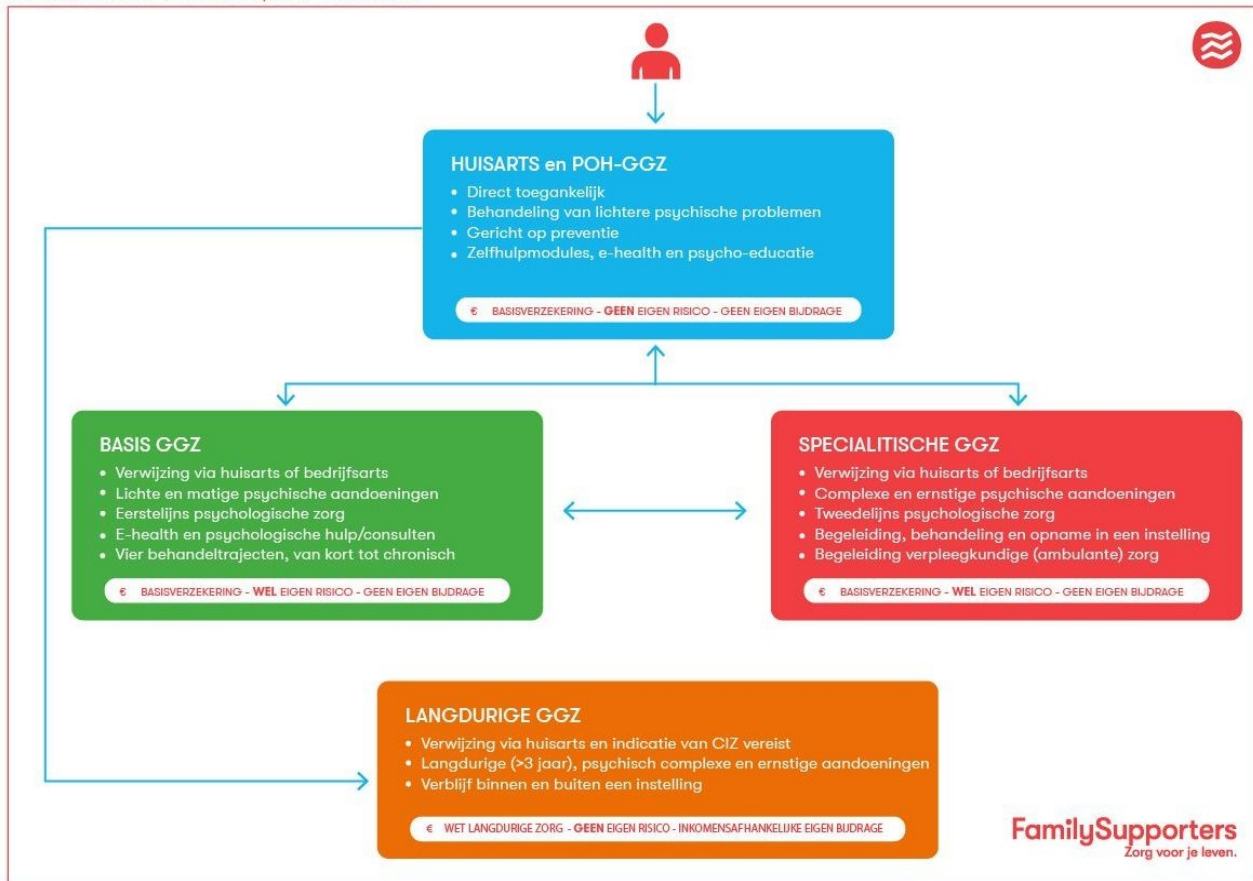 HUISARTS en POH-GGZ
• Direct toegankelijk
• Behandeling van lichtere psychische problemen
• Gericht op preventie
• Zelfhulpmodules, e-health en psycho-educatie
€ BASISVERZEKERING - GEEN EIGEN RISICO - GEEN EIGEN BIJDRAGE
BASIS GGZ
• Verwijzing via huisarts of bedrijfsarts
• Lichte en matige psychische aandoeningen
• Eerstelijns psychologische zorg
• E-health en psychologische hulp/consulten
• Vier behandeltrajecten, van kort tot chronisch
€ BASISVERZEKERING - WEL EIGEN RISICO - GEEN EIGEN BIJDRAGE
SPECIALITISCHE GGZ
• Verwijzing via huisarts of bedrijfsarts
• Complexe en ernstige psychische aandoeningen
• Tweedelijns psychologische zorg
• Begeleiding, behandeling en opname in een instelling
• Begeleiding verpleegkundige (ambulante) zorg
€ BASISVERZEKERING - WEL EIGEN RISICO - GEEN EIGEN BIJDRAGE
LANGDURIGE GGZ
• Verwijzing via huisarts en indicatie van CIZ vereist
• Langdurige (>3 jaar), psychisch complexe en ernstige aandoeningen
• Verblijf binnen en buiten een instelling
€ WET LANGDURIGE ZORG - GEEN EIGEN RISICO - INKOMENSAFHANKELIJKE EIGEN BIJDRAGE
FamilySupporters
Zorg voor je leven.